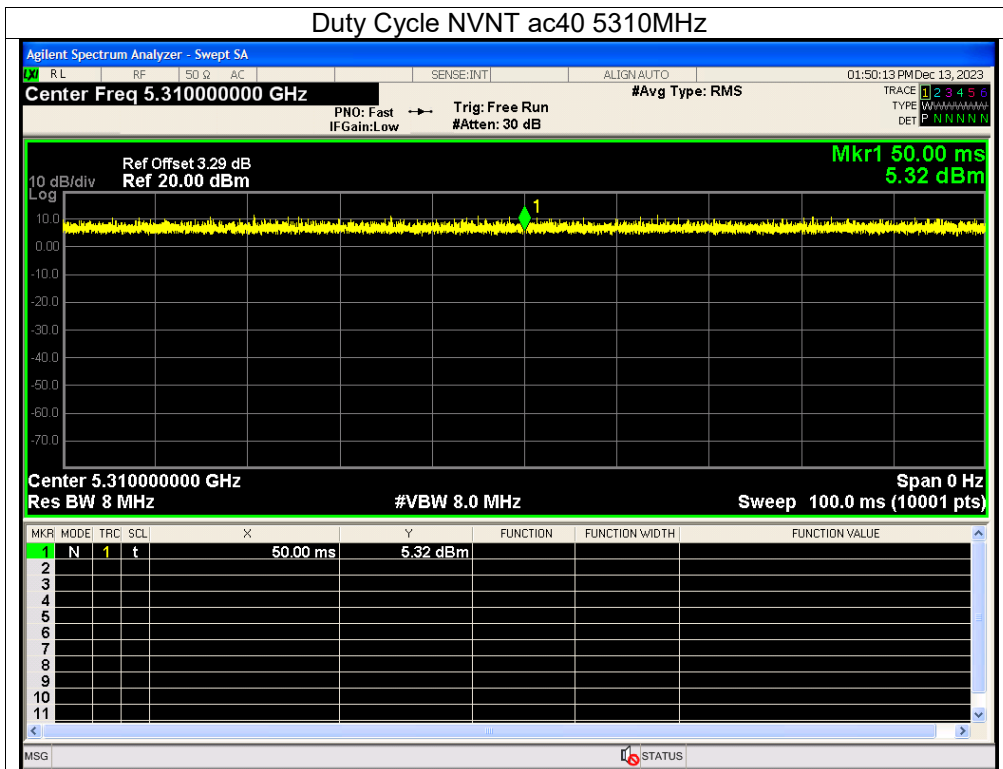 Duty Cycle NVNT ac40 5310MHz
Agilent Spectrum Analyzer - Swept SA
LXI RL RF 50 Ω AC SENSE:INT ALIGN AUTO 01:50:13 PM Dec 13, 2023
Center Freq 5.310000000 GHz #Avg Type: RMS TRACE 1 2 3 4 5 6
PNO: Fast Trig: Free Run TYPE WWWWWW
IFGain:Low #Atten: 30 dB DET P N N N N N
Mkr1 50.00 ms
Ref Offset 3.29 dB
10 dB/div Ref 20.00 dBm 5.32 dBm
Log
1
10.0
0.00
-10.0
-20.0
-30.0
-40.0
-50.0
-60.0
-70.0
Center 5.310000000 GHz Span 0 Hz
Res BW 8 MHz #VBW 8.0 MHz Sweep 100.0 ms (10001 pts)
MKR MODE TRC SCL X Y FUNCTION FUNCTION WIDTH FUNCTION VALUE
1 N 1 t 50.00 ms 5.32 dBm
2
3
4
5
6
7
8
9
10
11
MSG STATUS